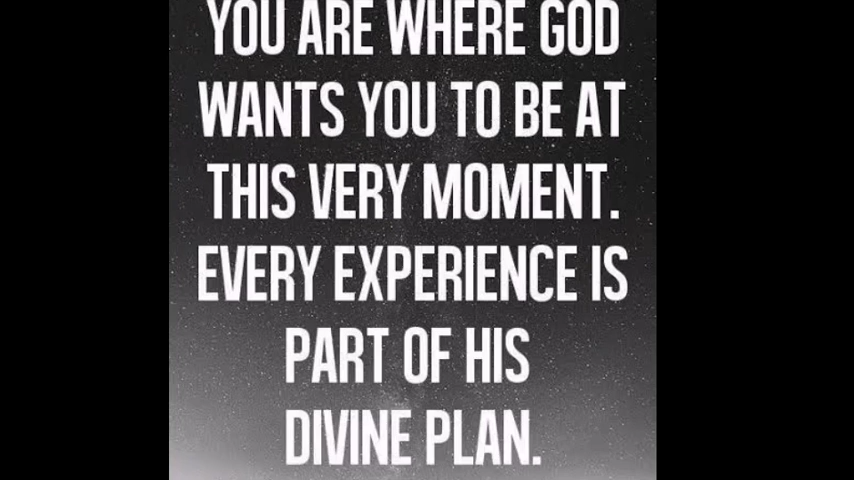 YOU ARE WHERE GOD
WANTS YOU TO BE AT
THIS VERY MOMENT.
EVERY EXPERIENCE IS
PART OF HIS
DIVINE PLAN.